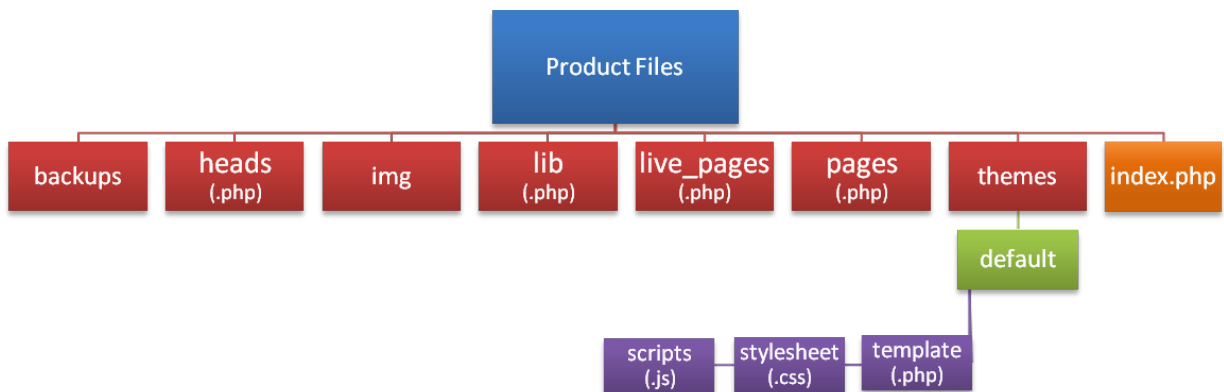 Product Files
backups
heads
(.php)
img
lib
(.php)
live_pages
(.php)
pages
(.php)
themes
index.php
default
scripts
(.js)
stylesheet
(.css)
template
(.php)